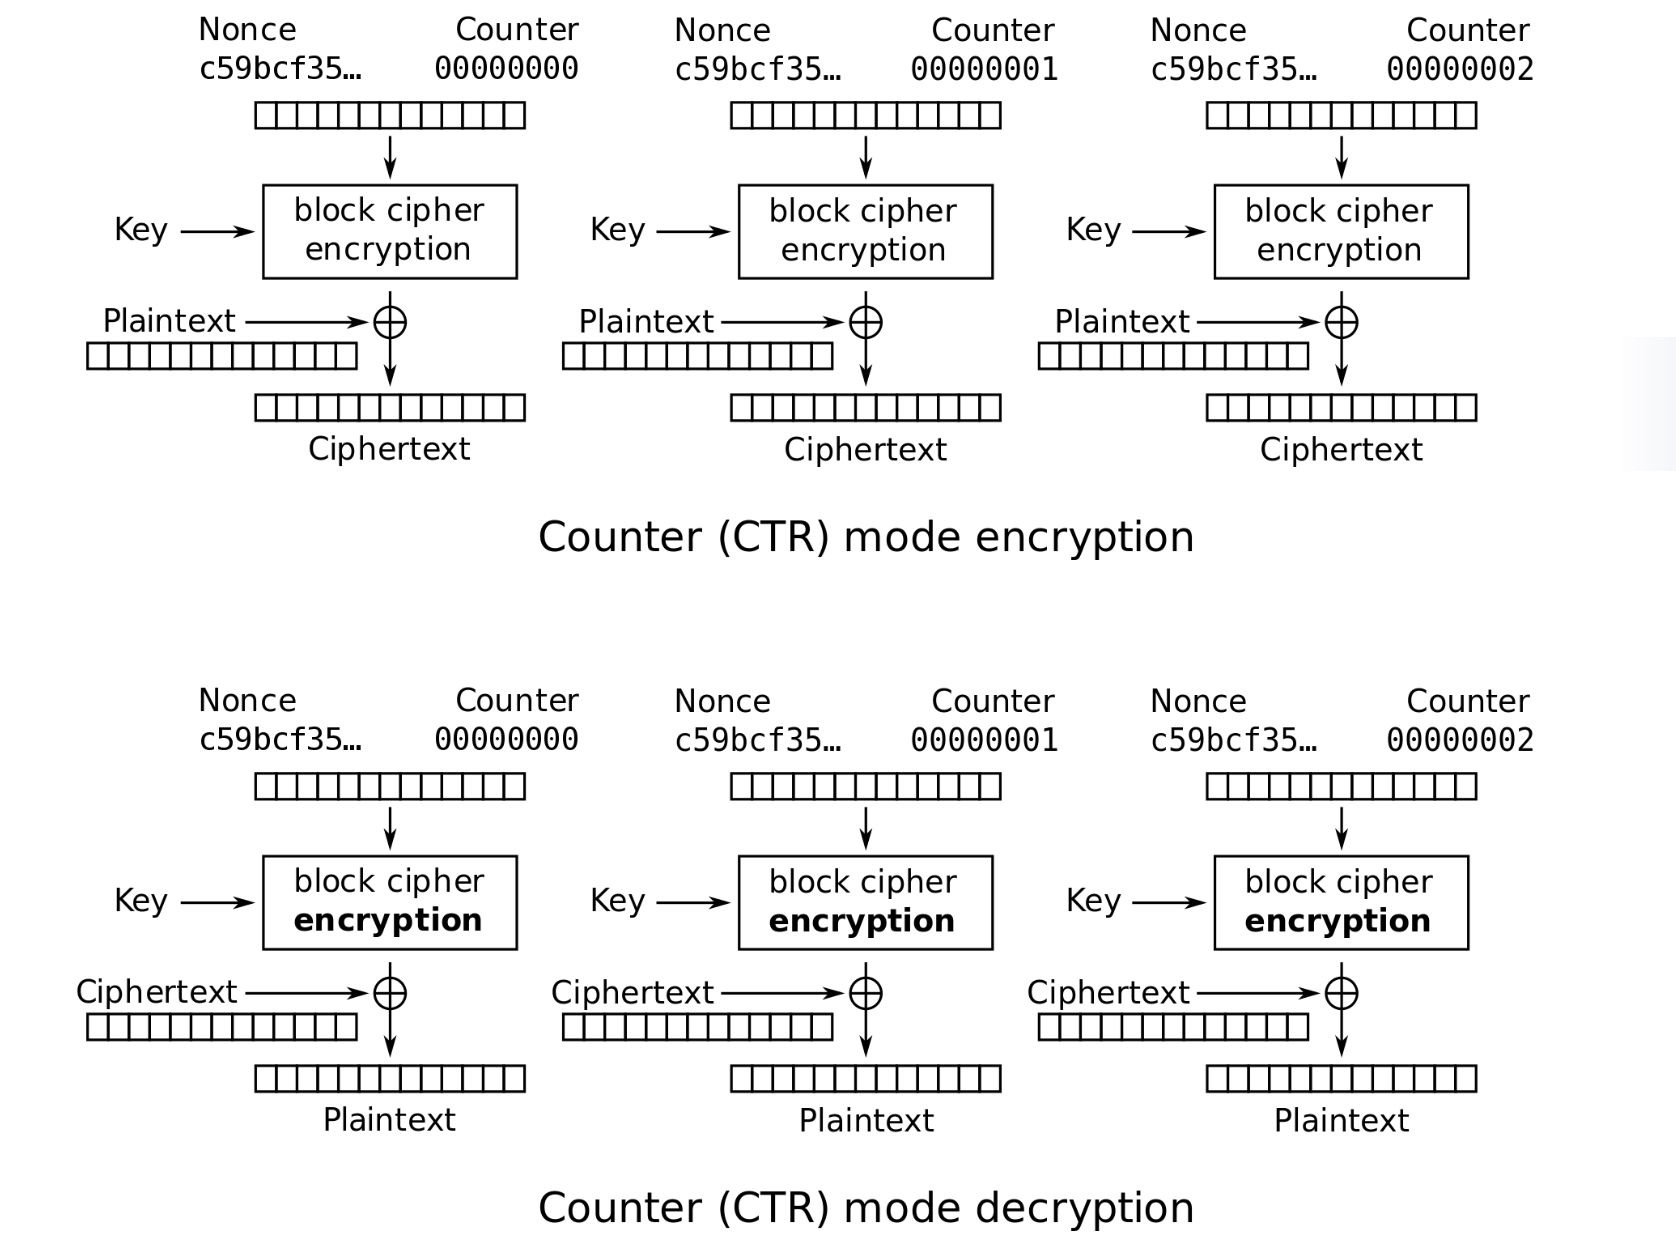 Nonce Counter Nonce Counter Nonce Counter
c59bcf35… 00000000 c59bcf35… 00000001 c59bcf35… 00000002
block cipher block cipher block cipher
Key Key Key
encryption encryption encryption
Plaintext Plaintext Plaintext
Ciphertext Ciphertext Ciphertext
Counter (CTR) mode encryption
Nonce Counter Nonce Counter Nonce Counter
c59bcf35… 00000000 c59bcf35… 00000001 c59bcf35… 00000002
block cipher block cipher block cipher
Key Key Key
encryption encryption encryption
Ciphertext Ciphertext Ciphertext
Plaintext Plaintext Plaintext
Counter (CTR) mode decryption